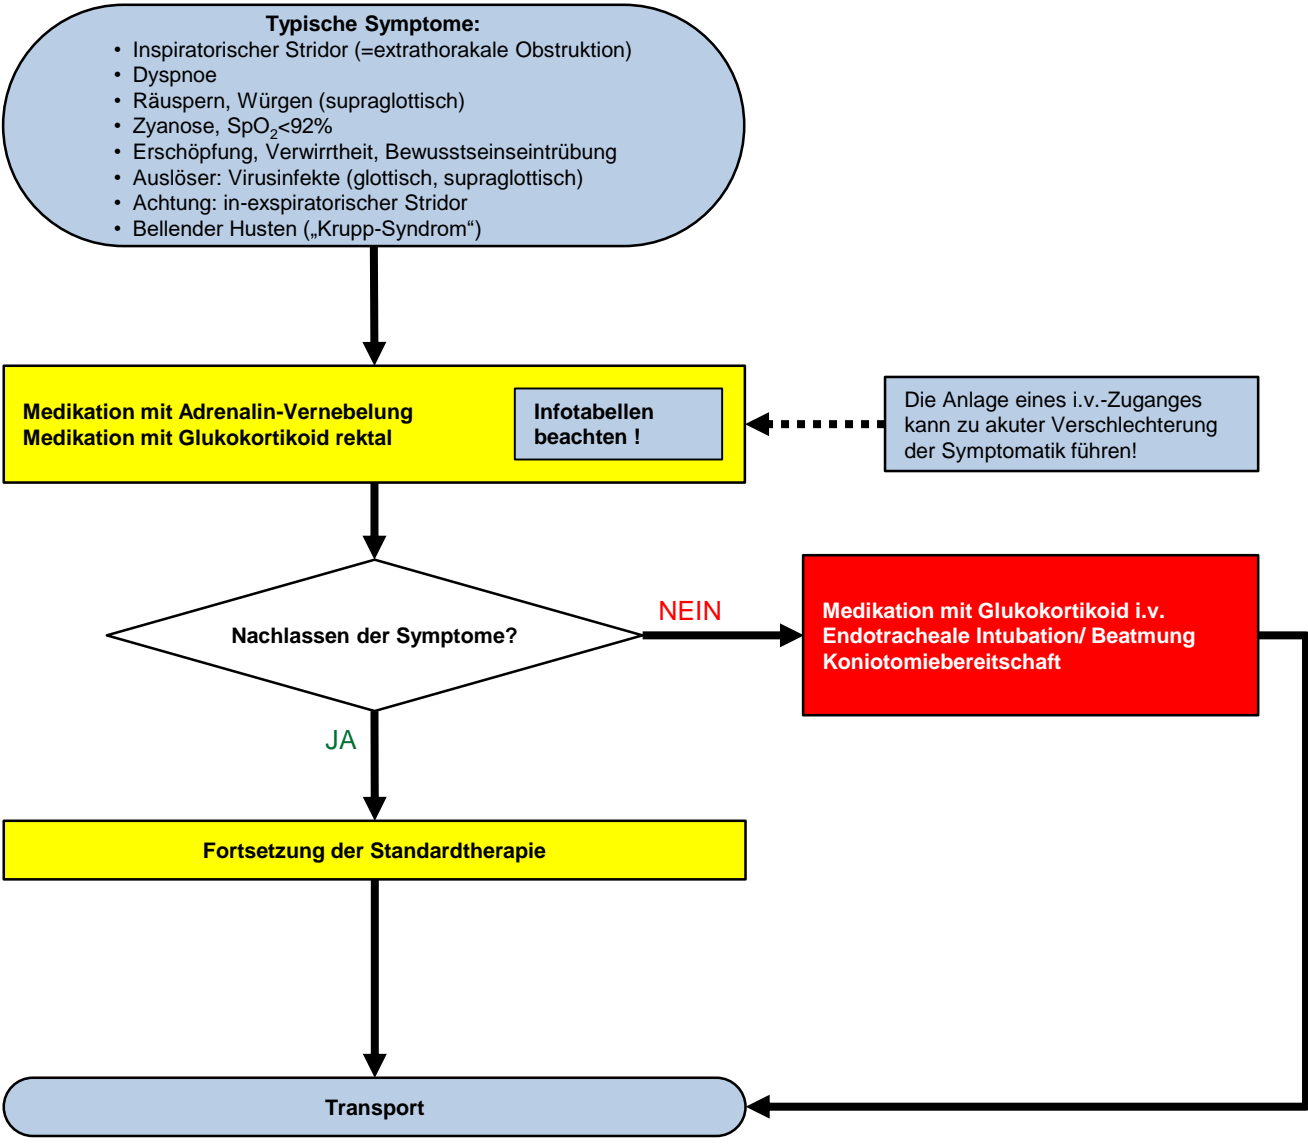 Typische Symptome:
• Inspiratorischer Stridor (=extrathorakale Obstruktion)
• Dyspnoe
• Räuspern, Würgen (supraglottisch)
• Zyanose, SpO₂<92%
• Erschöpfung, Verwirrtheit, Bewusstseinseintrübung
• Auslöser: Virusinfekte (glottisch, supraglottisch)
• Achtung: in-exspiratorischer Stridor
• Bellender Husten („Krupp-Syndrom“)
Medikation mit Adrenalin-Vernebelung
Medikation mit Glukokortikoid rektal
Infotabellen
beachten !
Die Anlage eines i.v.-Zuganges
kann zu akuter Verschlechterung
der Symptomatik führen!
Nachlassen der Symptome?
NEIN
Medikation mit Glukokortikoid i.v.
Endotracheale Intubation/ Beatmung
Koniotomiebereitschaft
JA
Fortsetzung der Standardtherapie
Transport